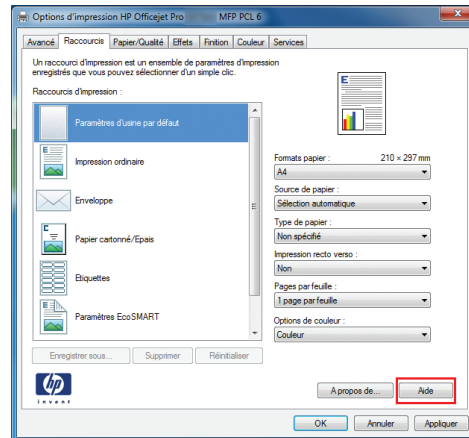 Options d'impression HP Officejet Pro MFP PCL 6
Avancé Raccourcis Papier/Qualité Effets Finition Couleur Services
Un raccourci d'impression est un ensemble de paramètres d'impression
enregistrés que vous pouvez sélectionner d'un simple clic.
Raccourcis d'impression :
Paramètres d'usine par défaut
Impression ordinaire
Enveloppe
Papier cartonné/Epais
Etiquettes
Paramètres EcoSMART
Enregistrer sous... Supprimer Réinitialiser
E
Formats papier : 210 × 297 mm
A4
Source de papier :
Sélection automatique
Type de papier :
Non spécifié
Impression recto verso :
Non
Pages par feuille :
1 page par feuille
Options de couleur :
Couleur
hp
invent
A propos de... Aide
OK Annuler Appliquer